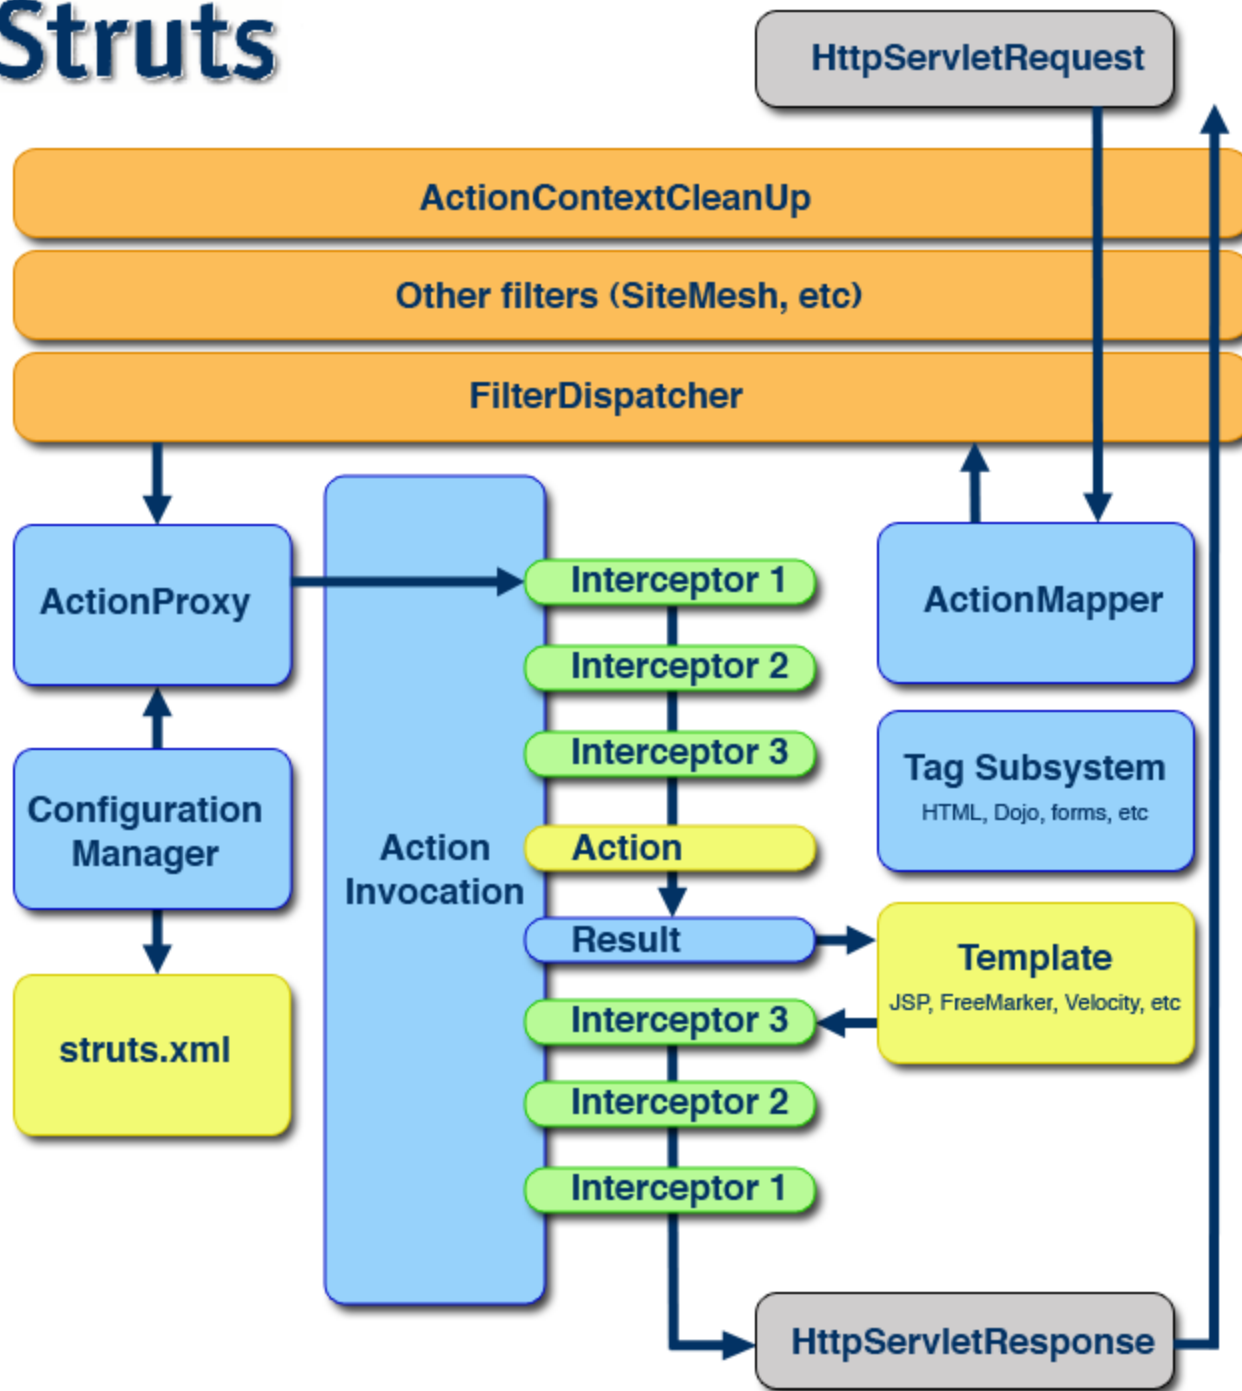 Struts
HttpServletRequest
ActionContextCleanUp
Other filters (SiteMesh, etc)
FilterDispatcher
ActionProxy
Interceptor 1
ActionMapper
Interceptor 2
Interceptor 3
Tag Subsystem
HTML, Dojo, forms, etc
Configuration
Manager
Action
Invocation
Action
Result
Template
JSP, FreeMarker, Velocity, etc
struts.xml
Interceptor 3
Interceptor 2
Interceptor 1
HttpServletResponse